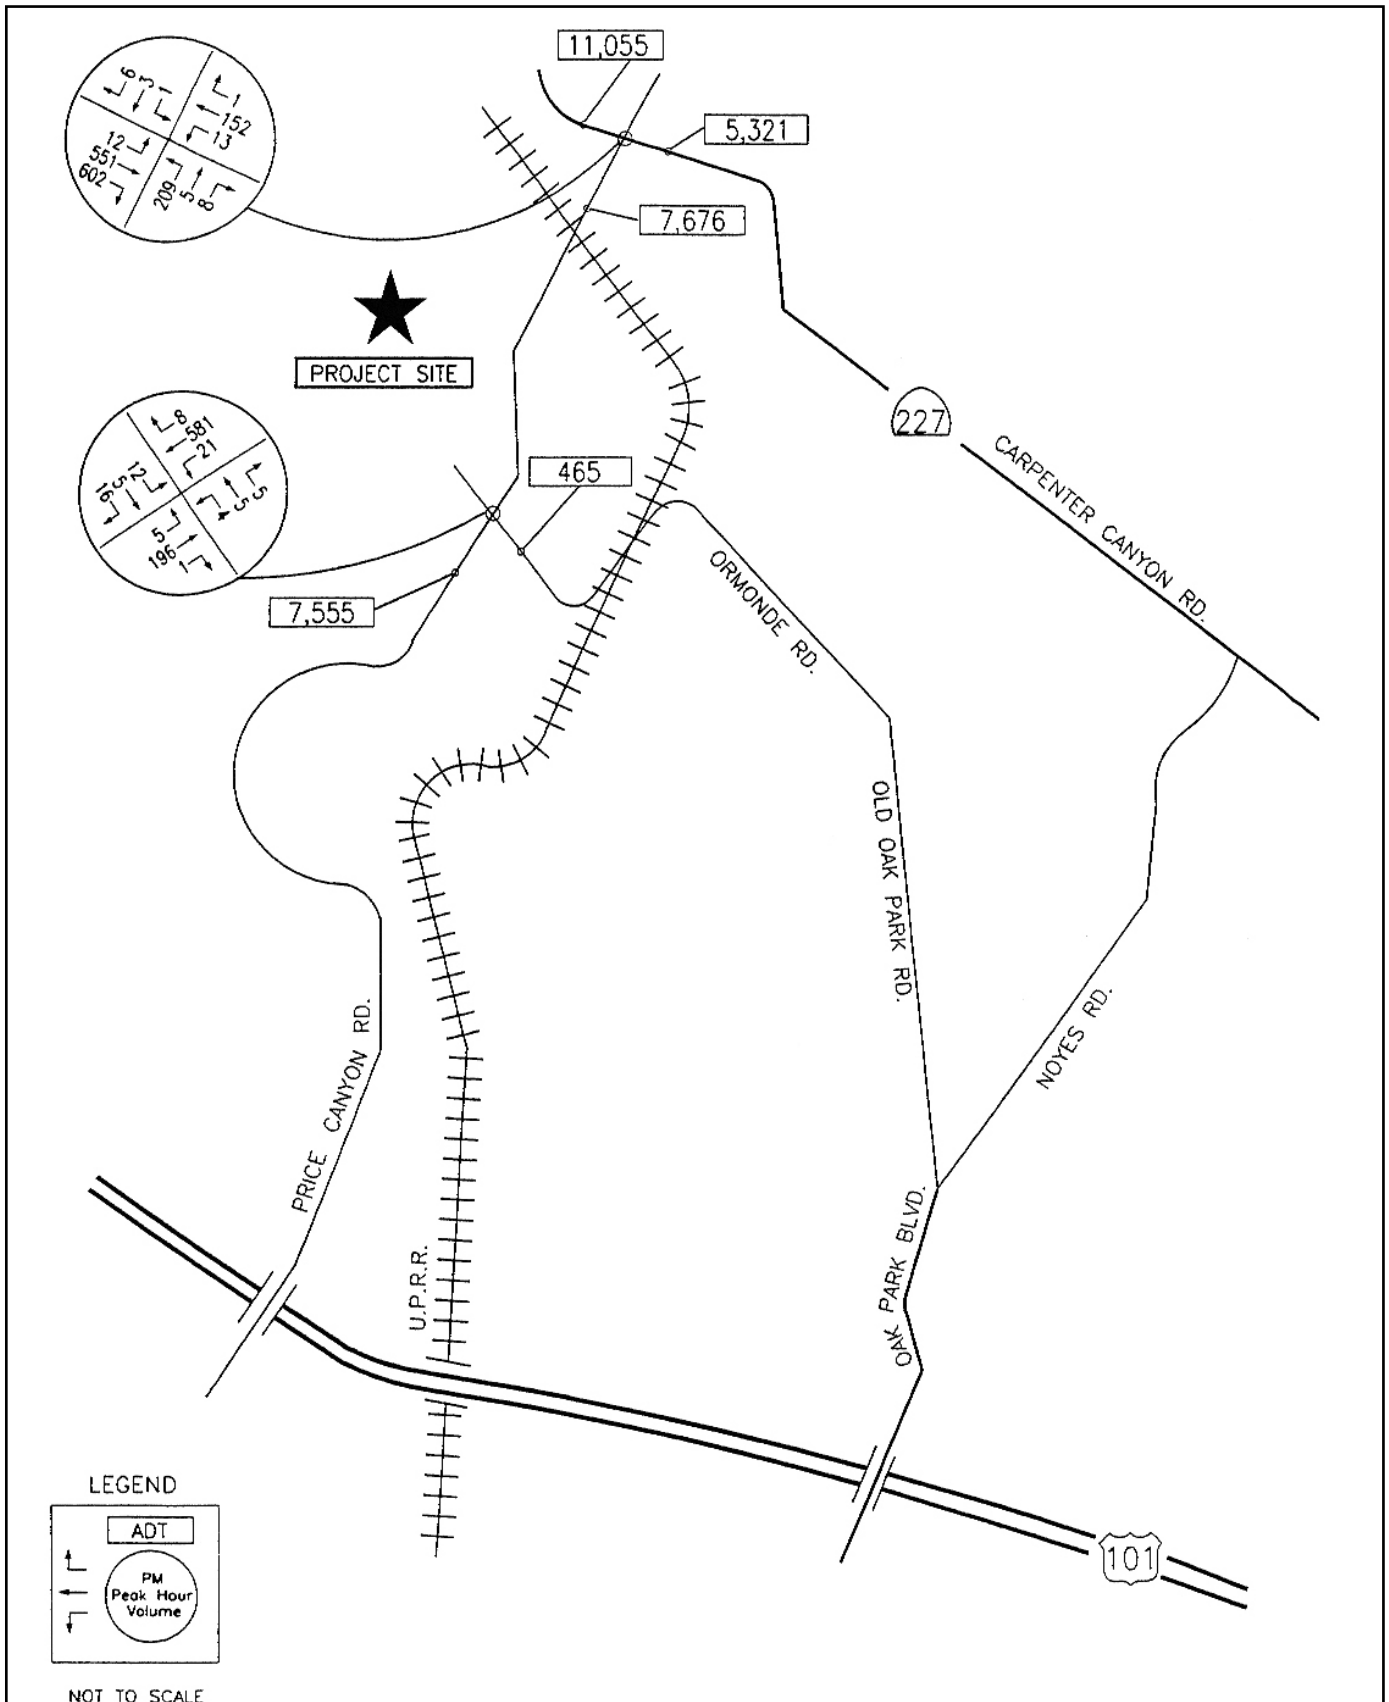 11,055
5,321
7,676
6
3
1
1
152
13
12
551
602
209
5
8
PROJECT SITE
227
CARPENTER CANYON RD.
465
8
581
21
16
5
12
5
5
5
196
1
7,555
ORMONDE RD.
OLD OAK PARK RD.
NOYES RD.
PRICE CANYON RD.
U.P.R.R.
OAK PARK BLVD.
101
LEGEND
ADT
PM
Peak Hour
Volume
NOT TO SCALE